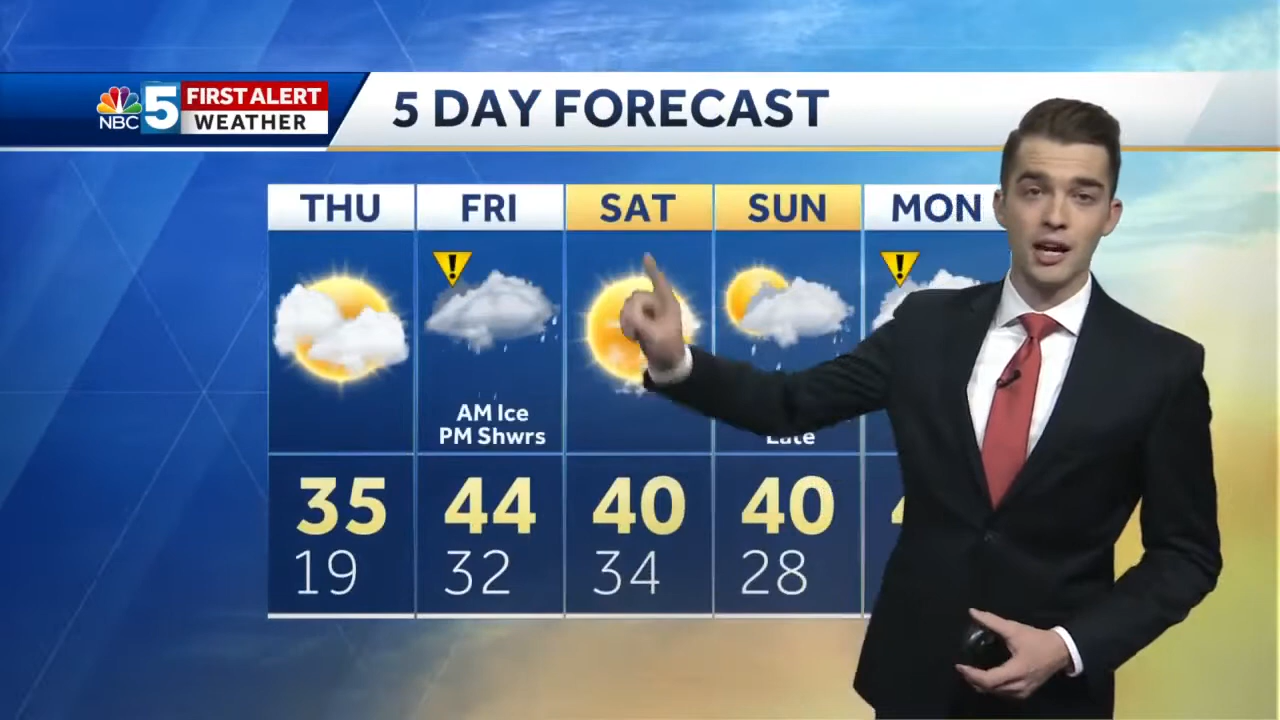 NBC 5 FIRST ALERT WEATHER
5 DAY FORECAST
THU FRI SAT SUN MON
AM Ice
PM Shwrs
Late
35 44 40 40
19 32 34 28